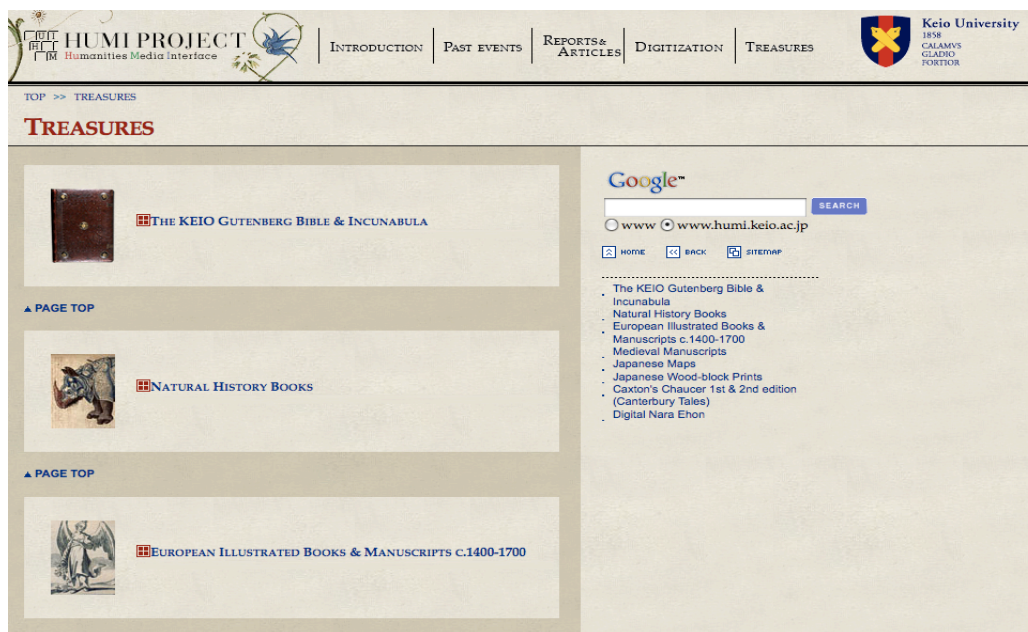 HUMI PROJECT
Humanities Media Interface
INTRODUCTION
PAST EVENTS
REPORTS&
ARTICLES
DIGITIZATION
TREASURES
Keio University
1858
CALAMVS
GLADIO
FORTIOR
TOP >> TREASURES
TREASURES
THE KEIO GUTENBERG BIBLE & INCUNABULA
▲ PAGE TOP
NATURAL HISTORY BOOKS
▲ PAGE TOP
EUROPEAN ILLUSTRATED BOOKS & MANUSCRIPTS C.1400-1700
Google™
SEARCH
www www.humi.keio.ac.jp
HOME << BACK SITEMAP
The KEIO Gutenberg Bible &
Incunabula
Natural History Books
European Illustrated Books &
Manuscripts c.1400-1700
Medieval Manuscripts
Japanese Maps
Japanese Wood-block Prints
Caxton's Chaucer 1st & 2nd edition
(Canterbury Tales)
Digital Nara Ehon